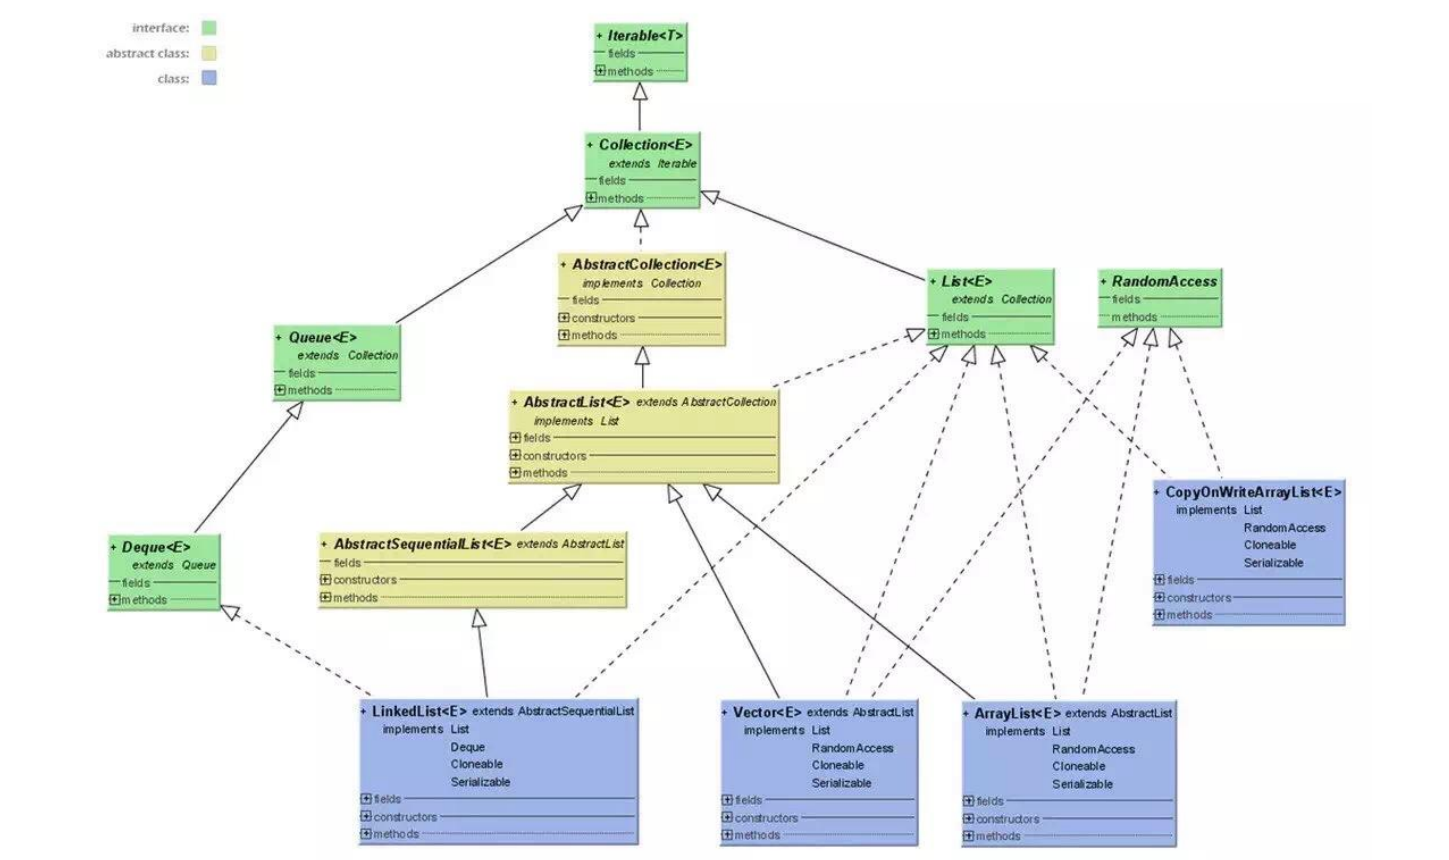 interface:
abstract class:
class:
+ Iterable<T>
fields
methods
+ Collection<E>
extends Iterable
fields
methods
+ AbstractCollection<E>
implements Collection
fields
constructors
methods
+ List<E>
extends Collection
fields
methods
+ RandomAccess
fields
methods
+ Queue<E>
extends Collection
fields
methods
+ AbstractList<E> extends AbstractCollection
implements List
fields
constructors
methods
+ CopyOnWriteArrayList<E>
implements List
RandomAccess
Cloneable
Serializable
fields
constructors
methods
+ Deque<E>
extends Queue
fields
methods
+ AbstractSequentialList<E> extends AbstractList
fields
constructors
methods
+ LinkedList<E> extends AbstractSequentialList
implements List
Deque
Cloneable
Serializable
fields
constructors
methods
+ Vector<E> extends AbstractList
implements List
RandomAccess
Cloneable
Serializable
fields
constructors
methods
+ ArrayList<E> extends AbstractList
implements List
RandomAccess
Cloneable
Serializable
fields
constructors
methods